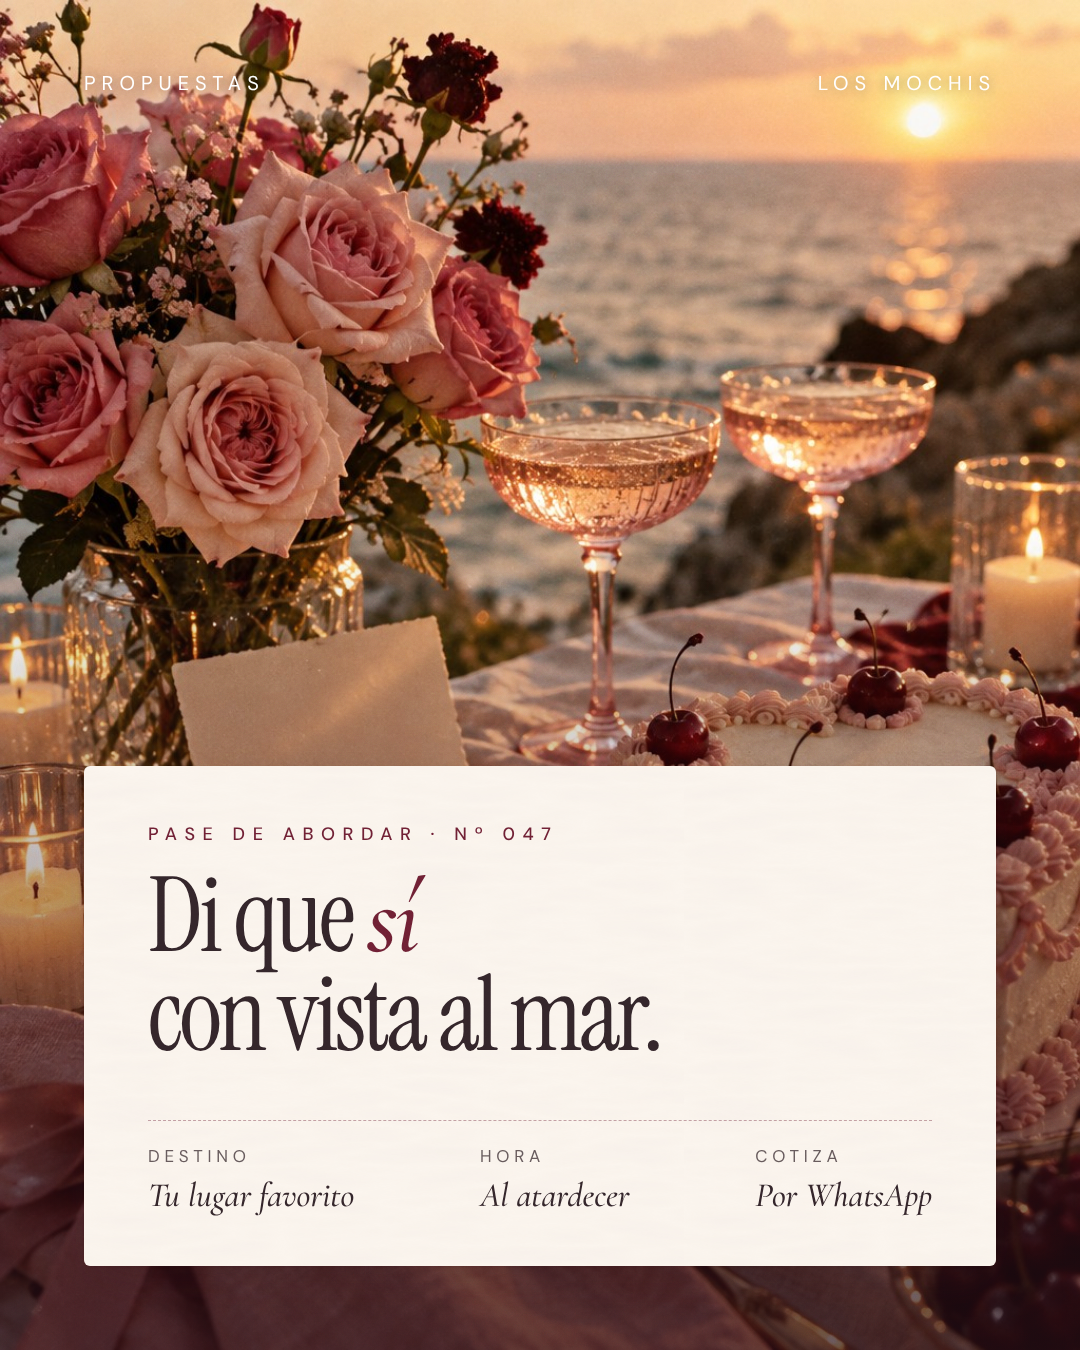 PROPUESTAS
LOS MOCHIS
PASE DE ABORDAR · Nº 047
Di que sí
con vista al mar.
DESTINO
HORA
COTIZA
Tu lugar favorito
Al atardecer
Por WhatsApp